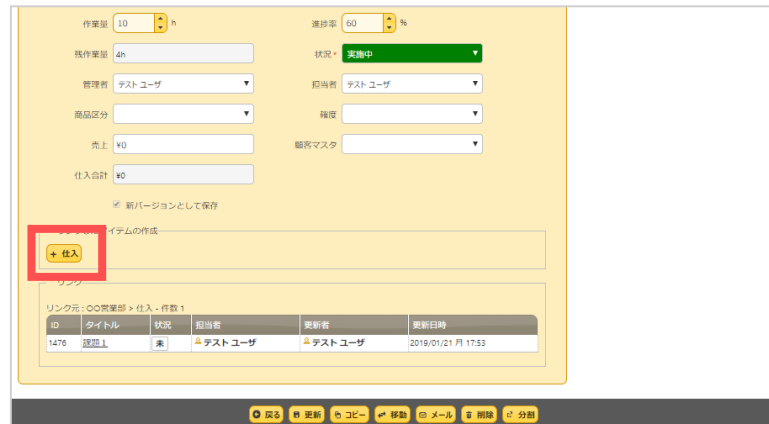 作業量 10 h 進捗率 60 %
残作業量 4h 状況* 実施中
管理者 テスト ユーザ 担当者 テスト ユーザ
商品区分 確度
売上 ¥0 顧客マスタ
仕入合計 ¥0
新バージョンとして保存
イテムの作成
+ 仕入
リンク
リンク元 : 〇〇営業部 > 仕入 - 件数 1
ID タイトル 状況 担当者 更新者 更新日時
1476 課題１ 未 テスト ユーザ テスト ユーザ 2019/01/21 月 17:53
戻る 更新 コピー 移動 メール 削除 分割